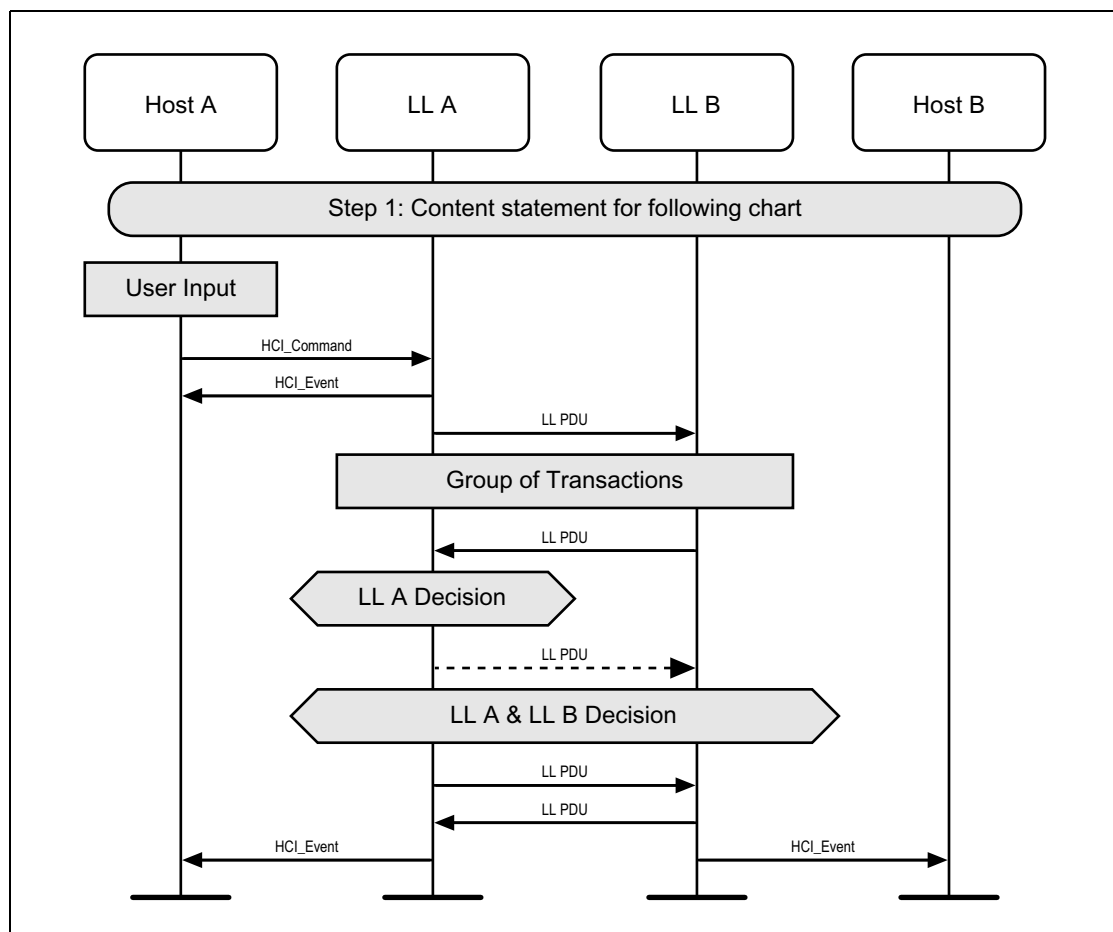 Host A
LL A
LL B
Host B
Step 1: Content statement for following chart
User Input
HCI_Command
HCI_Event
LL PDU
Group of Transactions
LL PDU
LL A Decision
LL PDU
LL A & LL B Decision
LL PDU
LL PDU
HCI_Event
HCI_Event